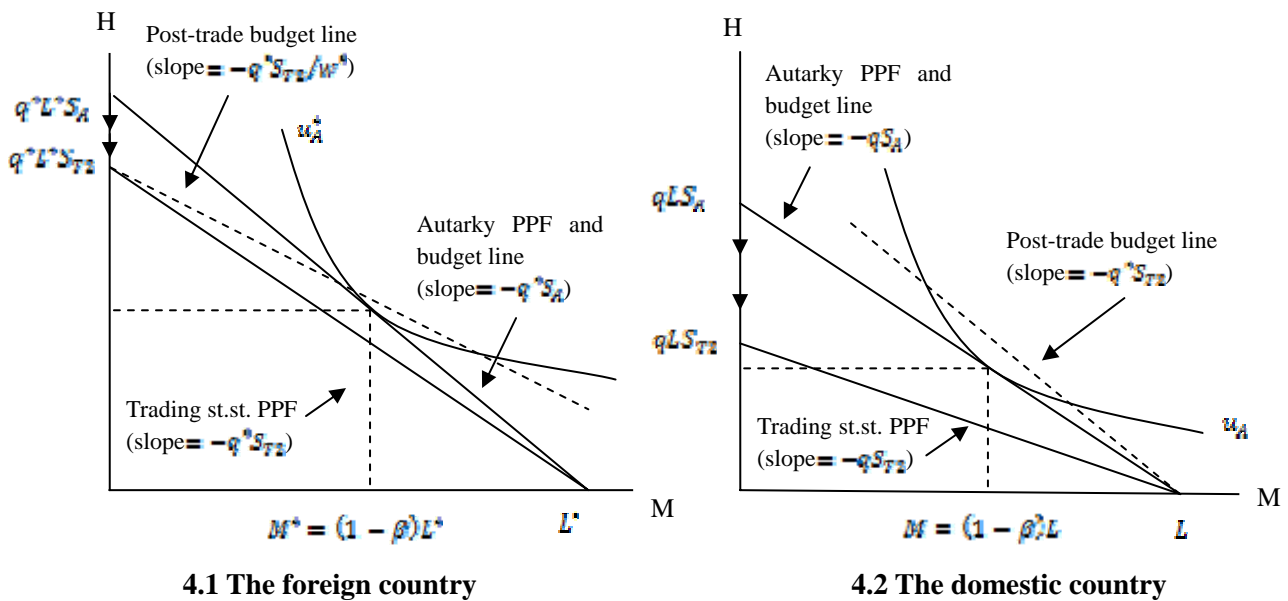 H
Post-trade budget line
(slope= −q*S_T2/w*)
q*L*S_A
q*L*S_T2
u*_A
Autarky PPF and
budget line
(slope= −q*S_A)
Trading st.st. PPF
(slope= −q*S_T2)
M
M* = (1 − β)L*
L*
4.1 The foreign country
H
Autarky PPF and
budget line
(slope= −qS_A)
qLS_A
Post-trade budget line
(slope= −q*S_T2)
qLS_T2
Trading st.st. PPF
(slope= −qS_T2)
u_A
M
M = (1 − β)L
L
4.2 The domestic country